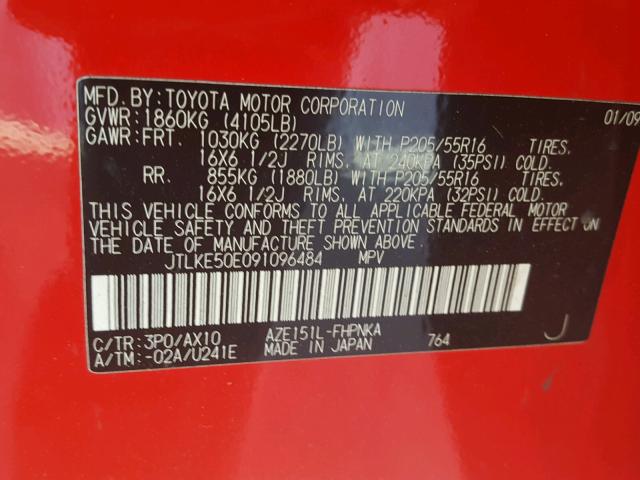 MFD.BY:TOYOTA MOTOR CORPORATION 01/09
GVWR:1860KG (4105LB)
GAWR:FRT. 1030KG (2270LB) WITH P205/55R16 TIRES.
16X6 1/2J RIMS. AT 240KPA (35PSI) COLD.
RR. 855KG (1880LB) WITH P205/55R16 TIRES.
16X6 1/2J RIMS. AT 220KPA (32PSI) COLD.
THIS VEHICLE CONFORMS TO ALL APPLICABLE FEDERAL MOTOR
VEHICLE SAFETY AND THEFT PREVENTION STANDARDS IN EFFECT ON
THE DATE OF MANUFACTURE SHOWN ABOVE.
JTLKE50E091096484 MPV
C/TR:3P0/AX10 AZE151L-FHPNKA
A/TM:-02A/U241E MADE IN JAPAN 764 J